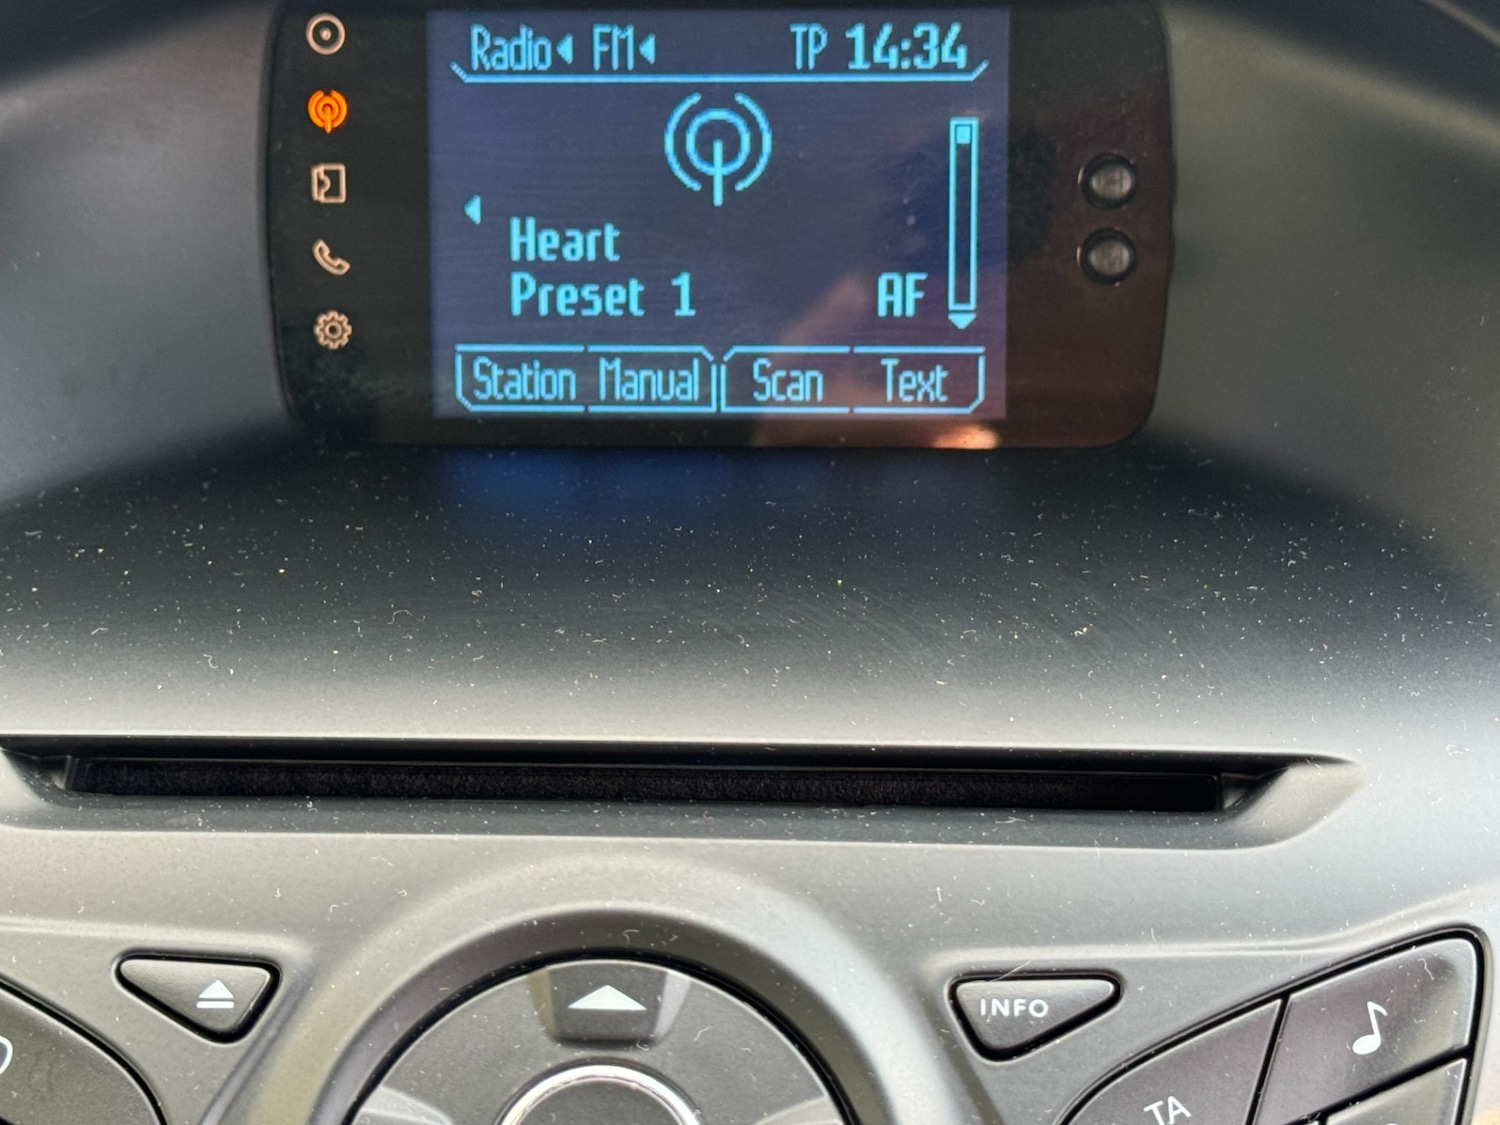 Radio FM TP 14:34
Heart
Preset 1 AF
Station Manual Scan Text
INFO
TA